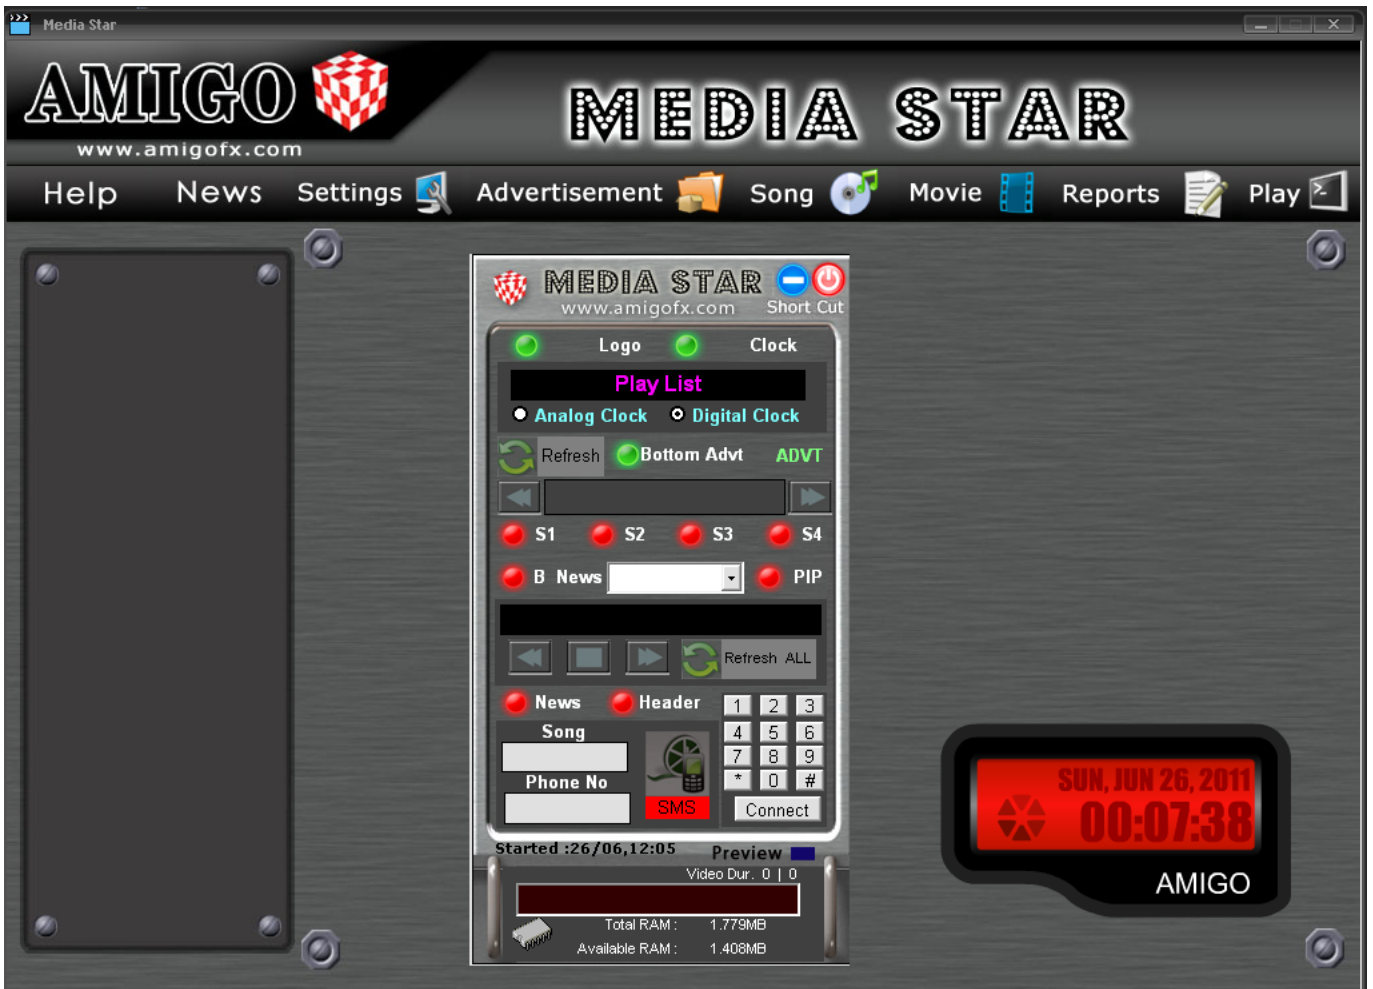 Media Star
AMIGO
www.amigofx.com
MEDIA STAR
Help News Settings Advertisement Song Movie Reports Play
MEDIA STAR
www.amigofx.com
Short Cut
Logo Clock
Play List
Analog Clock Digital Clock
Refresh Bottom Advt ADVT
S1 S2 S3 S4
B News PIP
Refresh ALL
News Header
Song
Phone No
SMS
1 2 3
4 5 6
7 8 9
* 0 #
Connect
Started :26/06,12:05 Preview
Video Dur. 0 | 0
Total RAM : 1.779MB
Available RAM : 1.408MB
SUN, JUN 26, 2011
00:07:38
AMIGO